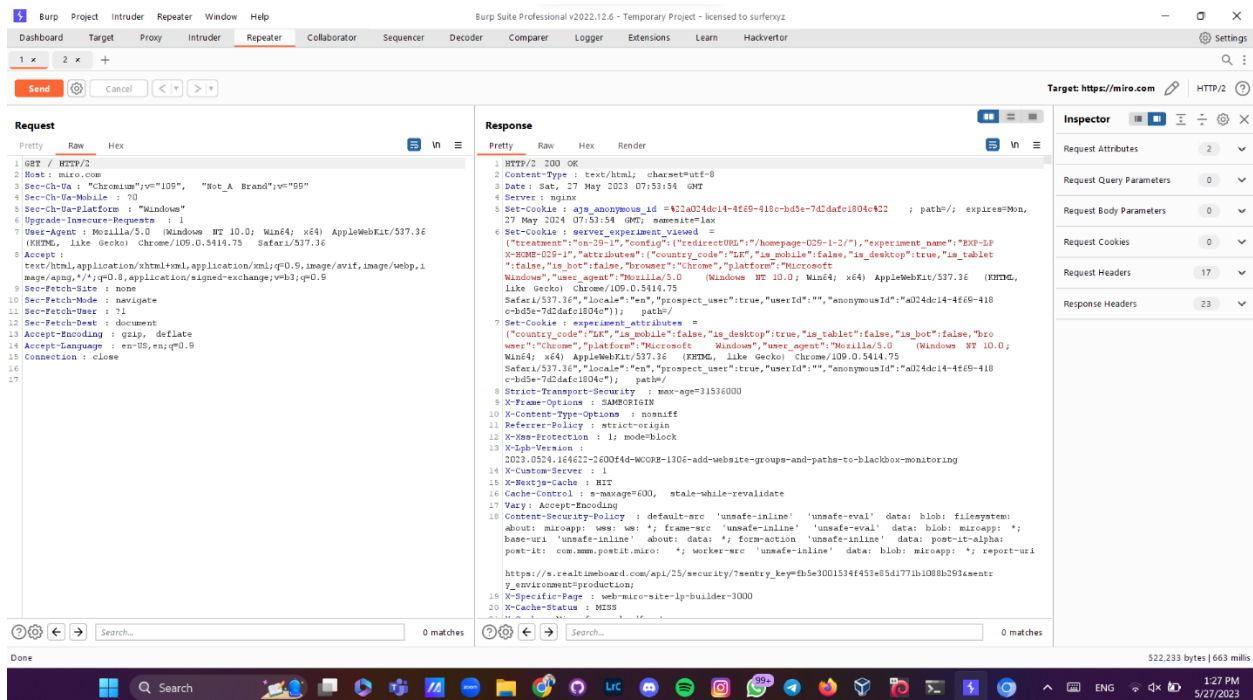 Burp Project Intruder Repeater Window Help
Burp Suite Professional v2022.12.6 - Temporary Project - licensed to surferxyz
Dashboard Target Proxy Intruder Repeater Collaborator Sequencer Decoder Comparer Logger Extensions Learn Hackvertor
Settings
1 × 2 × +
Send Cancel < >
Target: https://miro.com HTTP/2
Request
Pretty Raw Hex
\n
1 GET / HTTP/2
2 Host: miro.com
3 Sec-Ch-Ua : "Chromium";v="109", "Not_A Brand";v="99"
4 Sec-Ch-Ua-Mobile : ?0
5 Sec-Ch-Ua-Platform : "Windows"
6 Upgrade-Insecure-Requests : 1
7 User-Agent : Mozilla/5.0 (Windows NT 10.0; Win64; x64) AppleWebKit/537.36
(KHTML, like Gecko) Chrome/109.0.5414.75 Safari/537.36
8 Accept :
text/html,application/xhtml+xml,application/xml;q=0.9,image/avif,image/webp,i
mage/apng,*/*;q=0.8,application/signed-exchange;v=b3;q=0.9
9 Sec-Fetch-Site : none
10 Sec-Fetch-Mode : navigate
11 Sec-Fetch-User : ?1
12 Sec-Fetch-Dest : document
13 Accept-Encoding : gzip, deflate
14 Accept-Language : en-US,en;q=0.9
15 Connection : close
16
17
Search...
0 matches
Response
Pretty Raw Hex Render
\n
1 HTTP/2 200 OK
2 Content-Type : text/html; charset=utf-8
3 Date: Sat, 27 May 2023 07:53:54 GMT
4 Server : nginx
5 Set-Cookie : ajs_anonymous_id =%22a024dc14-4f69-418c-bd5e-7d2dafc1804c%22 ; path=/; expires=Mon,
27 May 2024 07:53:54 GMT; samesite=lax
6 Set-Cookie : server_experiment_viewed =
{"treatment":"on-29-1","config":{"redirectURL":"/homepage-029-1-2/"},"experiment_name":"EXP-LP
X-HOME-029-1","attributes":{"country_code":"LK","is_mobile":false,"is_desktop":true,"is_tablet
":false,"is_bot":false,"browser":"Chrome","platform":"Microsoft
Windows","user_agent":"Mozilla/5.0 (Windows NT 10.0; Win64; x64) AppleWebKit/537.36 (KHTML,
like Gecko) Chrome/109.0.5414.75
Safari/537.36","locale":"en","prospect_user":true,"userId":"","anonymousId":"a024dc14-4f69-418
c-bd5e-7d2dafc1804c"}}; path=/
7 Set-Cookie : experiment_attributes =
{"country_code":"LK","is_mobile":false,"is_desktop":true,"is_tablet":false,"is_bot":false,"bro
wser":"Chrome","platform":"Microsoft Windows","user_agent":"Mozilla/5.0 (Windows NT 10.0;
Win64; x64) AppleWebKit/537.36 (KHTML, like Gecko) Chrome/109.0.5414.75
Safari/537.36","locale":"en","prospect_user":true,"userId":"","anonymousId":"a024dc14-4f69-418
c-bd5e-7d2dafc1804c"}; path=/
8 Strict-Transport-Security : max-age=31536000
9 X-Frame-Options : SAMEORIGIN
10 X-Content-Type-Options : nosniff
11 Referrer-Policy : strict-origin
12 X-Xss-Protection : 1; mode=block
13 X-Lpb-Version :
2023.0524.164622-2600f4d-WCORE-1306-add-website-groups-and-paths-to-blackbox-monitoring
14 X-Custom-Server : 1
15 X-Nextjs-Cache : HIT
16 Cache-Control : s-maxage=600, stale-while-revalidate
17 Vary: Accept-Encoding
18 Content-Security-Policy : default-src 'unsafe-inline' 'unsafe-eval' data: blob: filesystem:
about: miroapp: wss: ws: *; frame-src 'unsafe-inline' 'unsafe-eval' data: blob: miroapp: *;
base-uri 'unsafe-inline' about: data: *; form-action 'unsafe-inline' data: post-it-alpha:
post-it: com.mmm.postit.miro: *; worker-src 'unsafe-inline' data: blob: miroapp: *; report-uri
https://s.realtimeboard.com/api/25/security/?sentry_key=fb5e3001534f453e85d1771b1088b293&sentr
y_environment=production;
19 X-Specific-Page : web-miro-site-lp-builder-3000
20 X-Cache-Status : MISS
Search...
0 matches
Inspector
Request Attributes 2
Request Query Parameters 0
Request Body Parameters 0
Request Cookies 0
Request Headers 17
Response Headers 23
Done
522,233 bytes | 663 millis
Search
LrC
99+
ENG
1:27 PM
5/27/2023